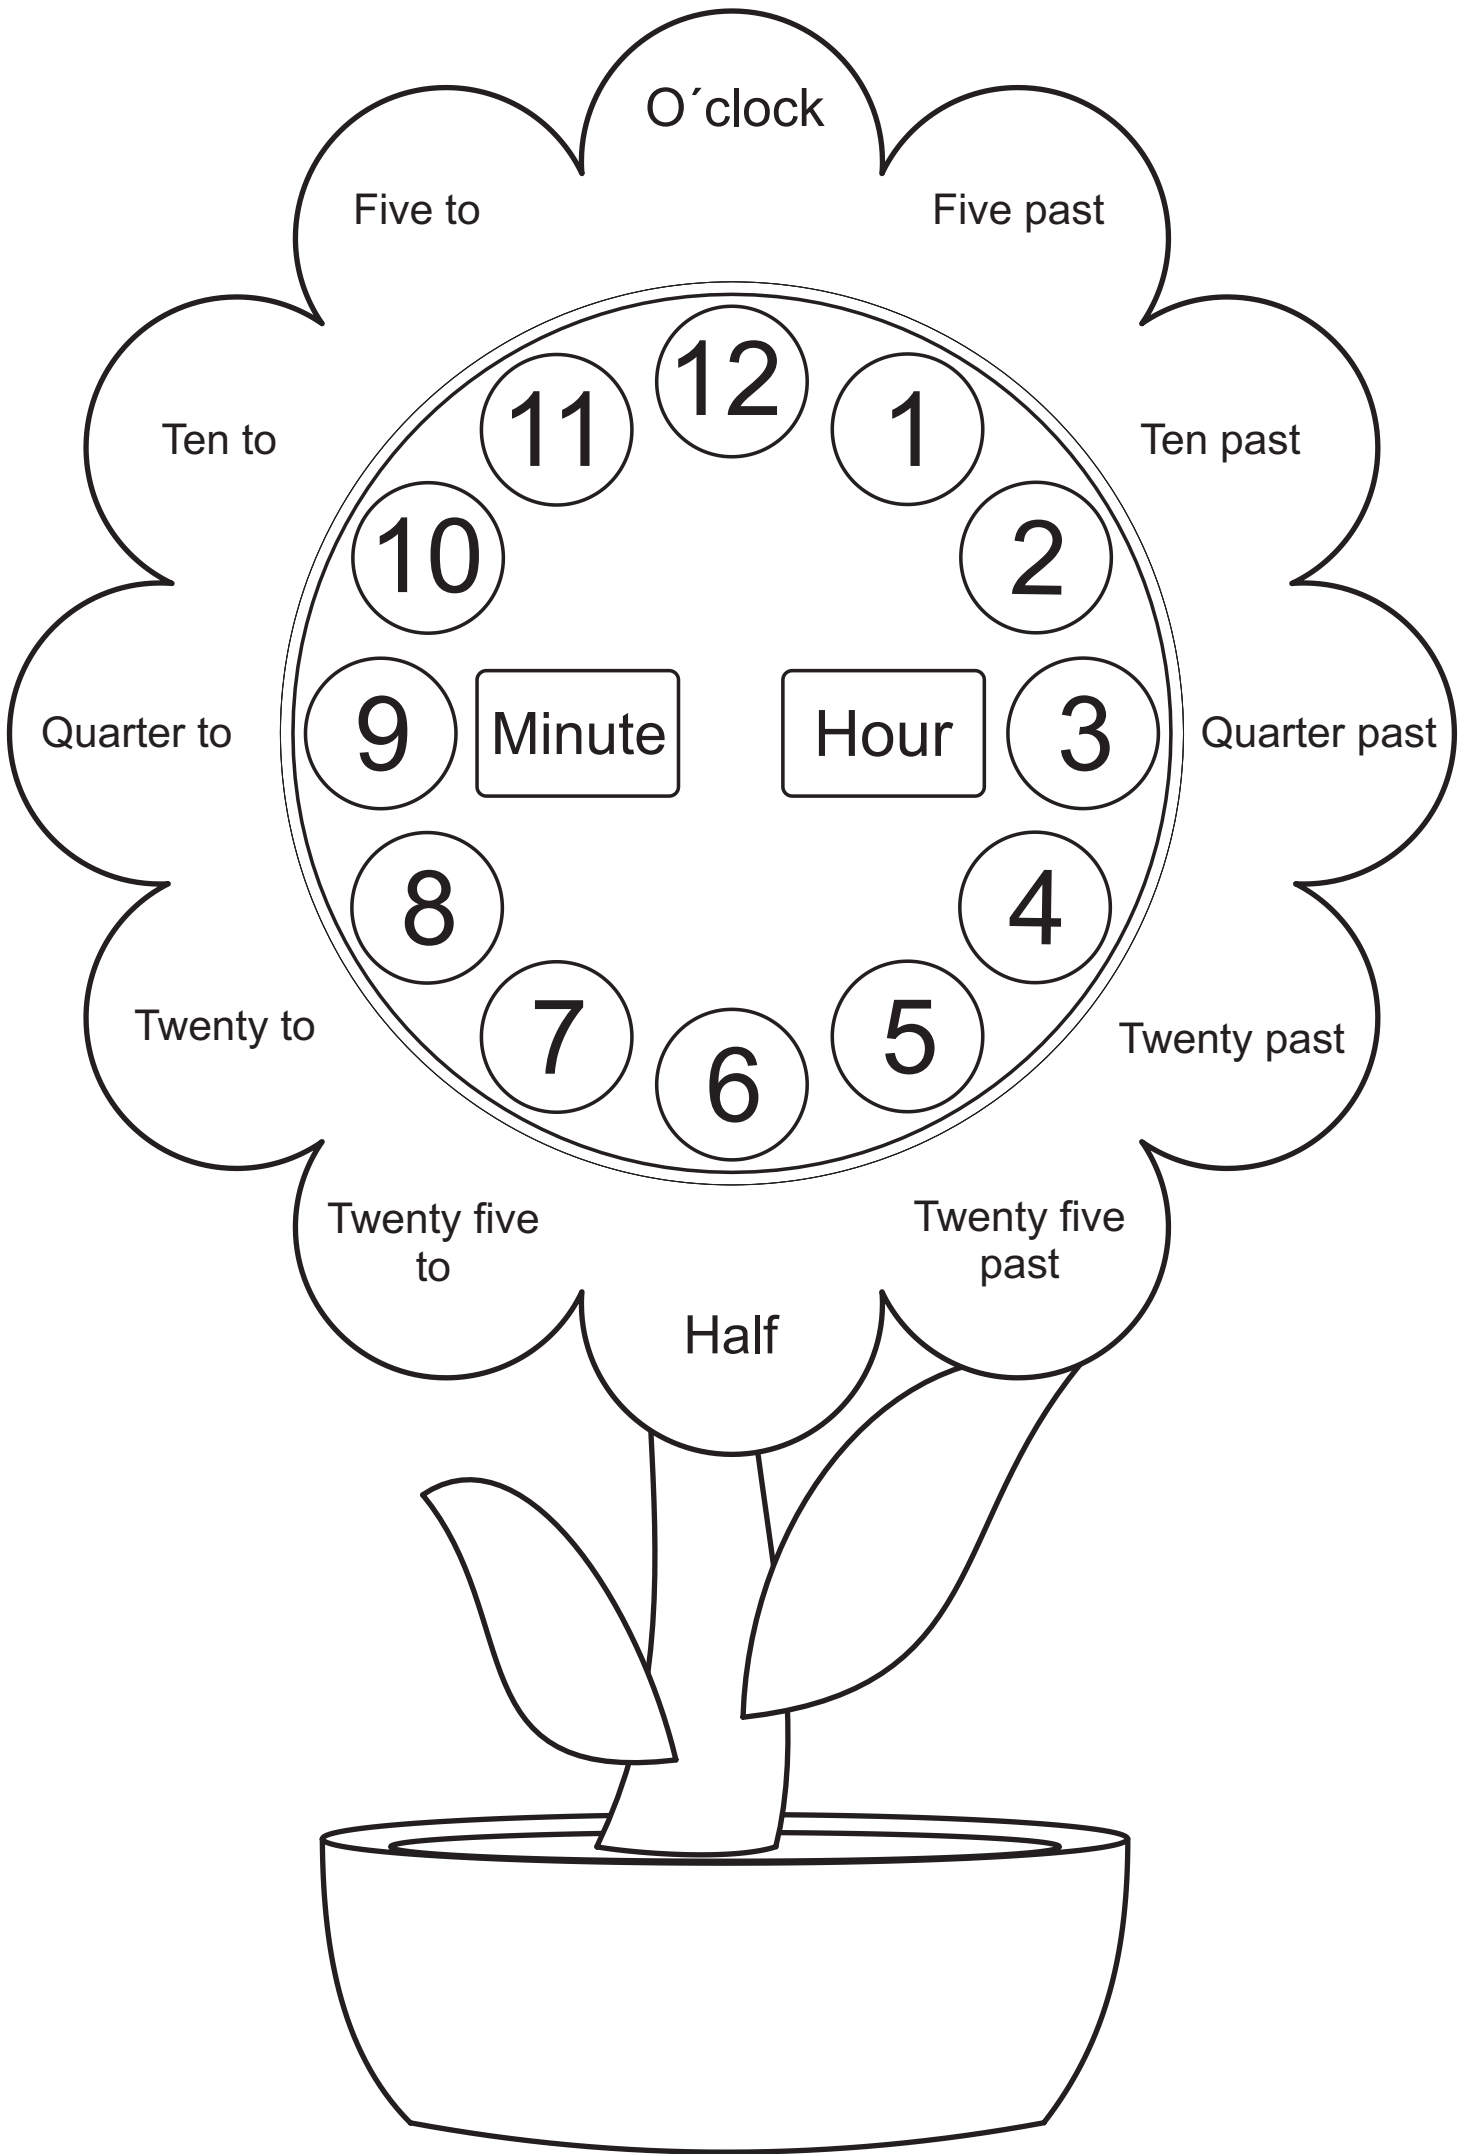 O´clock
Five to
Five past
Ten to
Ten past
Quarter to
Quarter past
Twenty to
Twenty past
Twenty five
to
Twenty five
past
Half
12
11
1
10
2
9
Minute
Hour
3
8
4
7
5
6